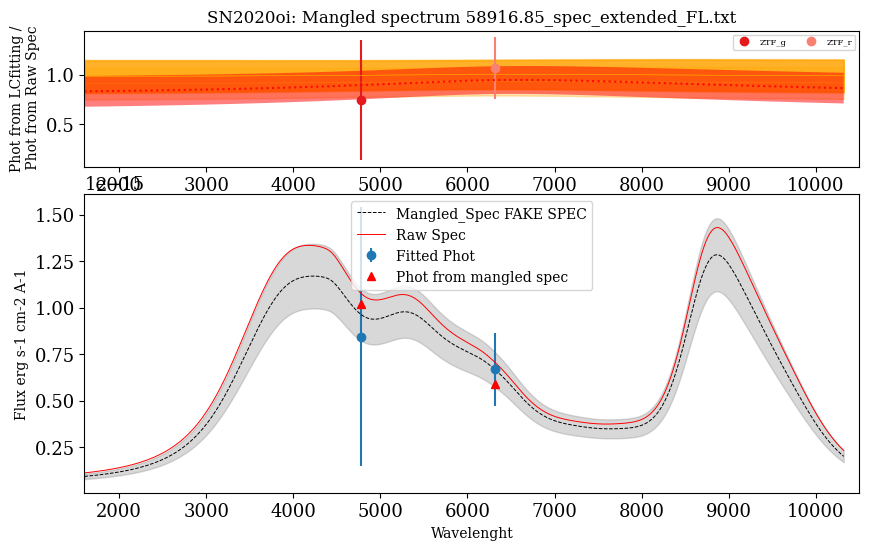 SN2020oi: Mangled spectrum 58916.85_spec_extended_FL.txt
Phot from LCfitting /
Phot from Raw Spec
1.0
0.5
ZTF_g
ZTF_r
2000 3000 4000 5000 6000 7000 8000 9000 10000
1e−15
1.50
1.25
1.00
0.75
0.50
0.25
Flux erg s-1 cm-2 A-1
Mangled_Spec FAKE SPEC
Raw Spec
Fitted Phot
Phot from mangled spec
2000 3000 4000 5000 6000 7000 8000 9000 10000
Wavelenght